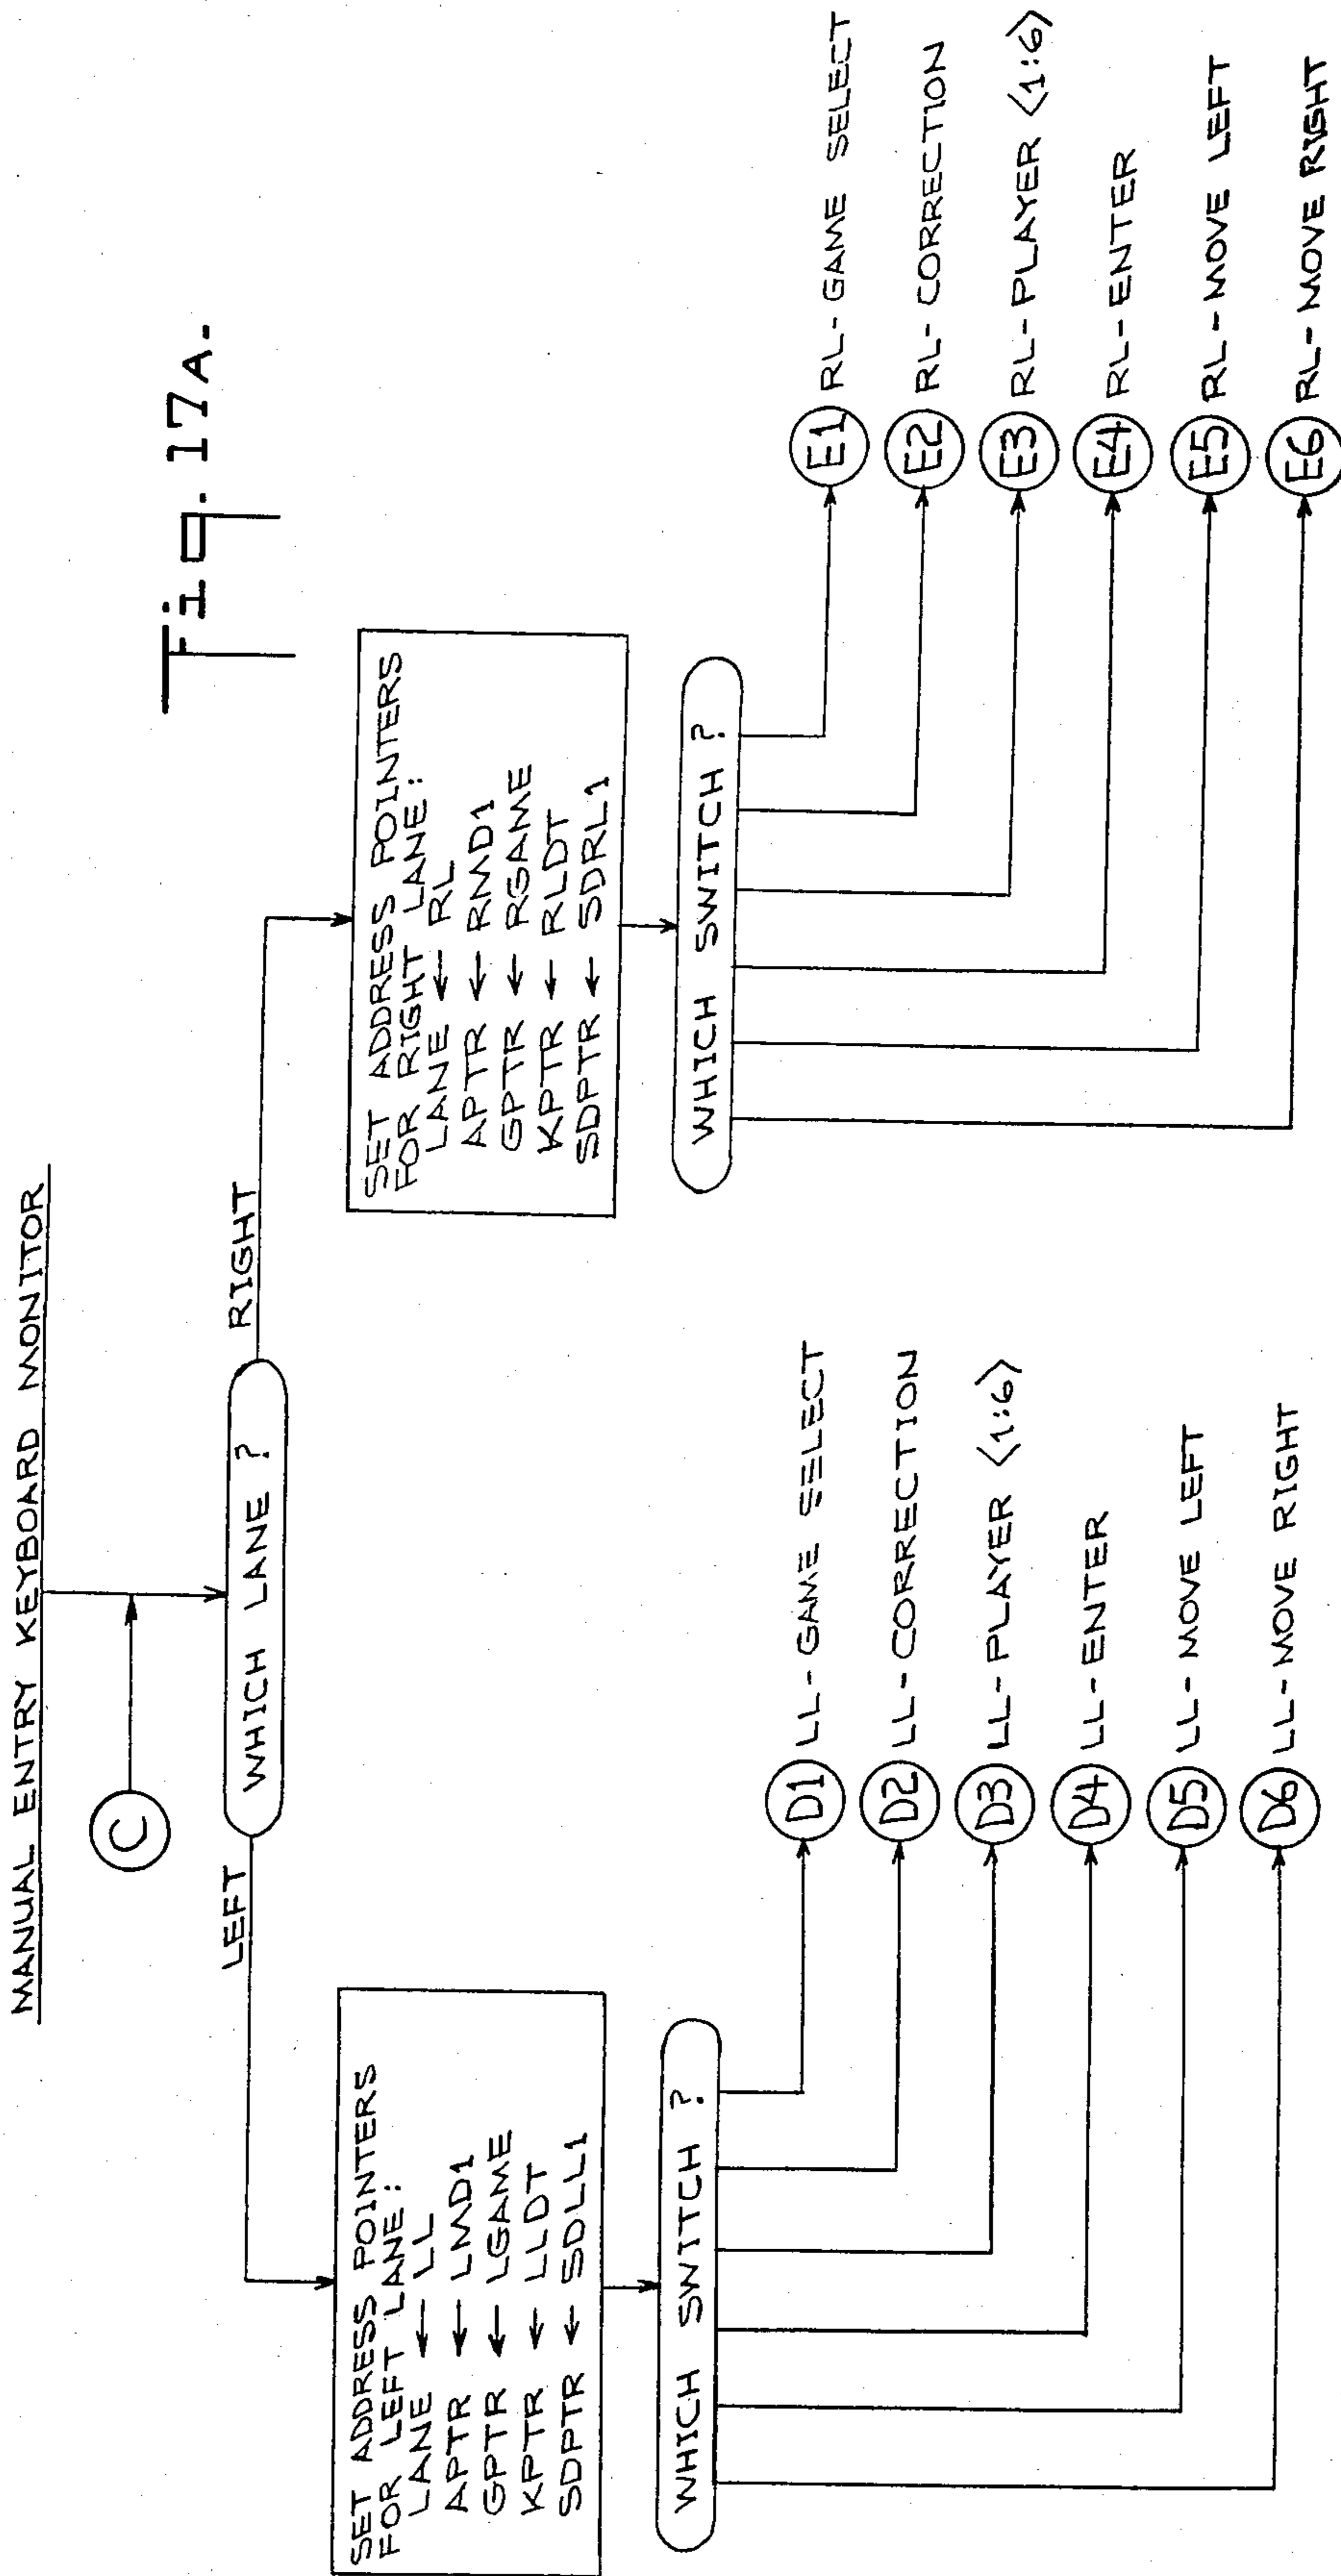 MANUAL ENTRY KEYBOARD MONITOR
Fig. 17A.
C
WHICH LANE ?
LEFT
RIGHT
SET ADDRESS POINTERS
FOR LEFT LANE:
LANE ← LL
APTR ← LMD1
GPTR ← LGAME
KPTR ← LLDT
SDPTR ← SDLL1
WHICH SWITCH ?
D1 LL-GAME SELECT
D2 LL-CORRECTION
D3 LL-PLAYER <1:6>
D4 LL-ENTER
D5 LL-MOVE LEFT
D6 LL-MOVE RIGHT
SET ADDRESS POINTERS
FOR RIGHT LANE:
LANE ← RL
APTR ← RMD1
GPTR ← RGAME
KPTR ← RLDT
SDPTR ← SDRL1
WHICH SWITCH ?
E1 RL-GAME SELECT
E2 RL-CORRECTION
E3 RL-PLAYER <1:6>
E4 RL-ENTER
E5 RL-MOVE LEFT
E6 RL-MOVE RIGHT